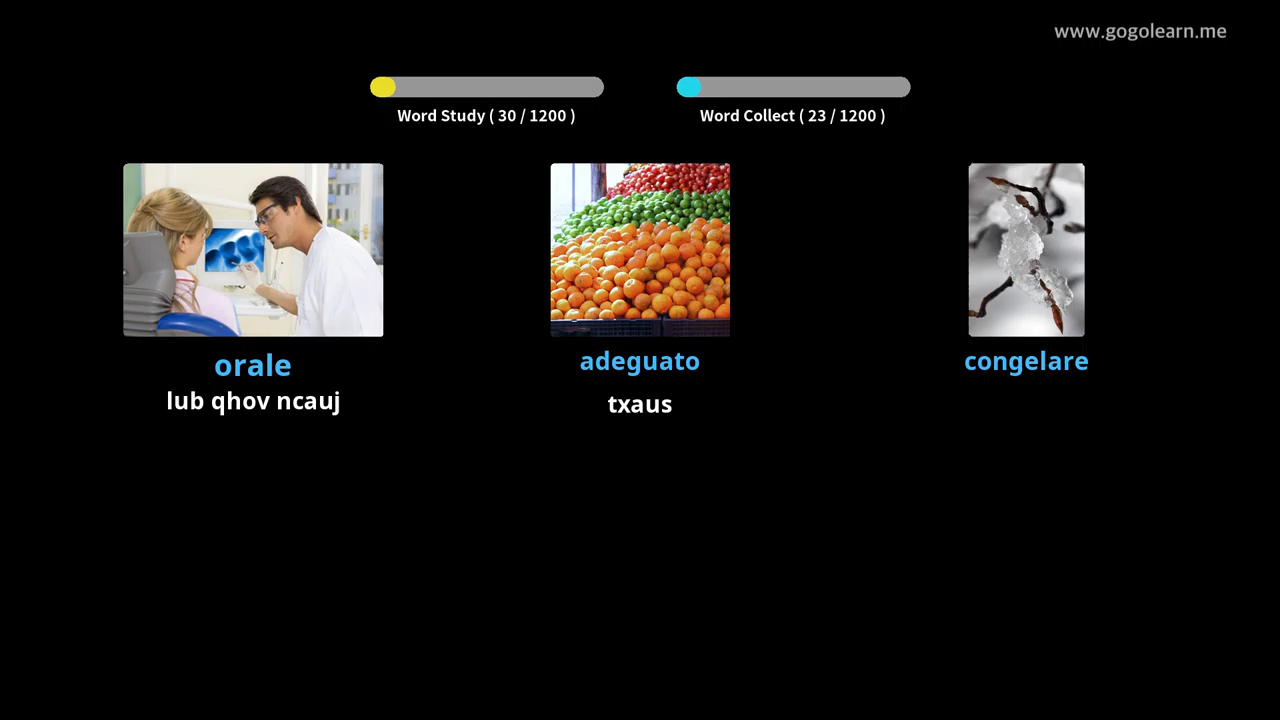 www.gogolearn.me
Word Study ( 30 / 1200 )
Word Collect ( 23 / 1200 )
orale
adeguato
congelare
lub qhov ncauj
txaus